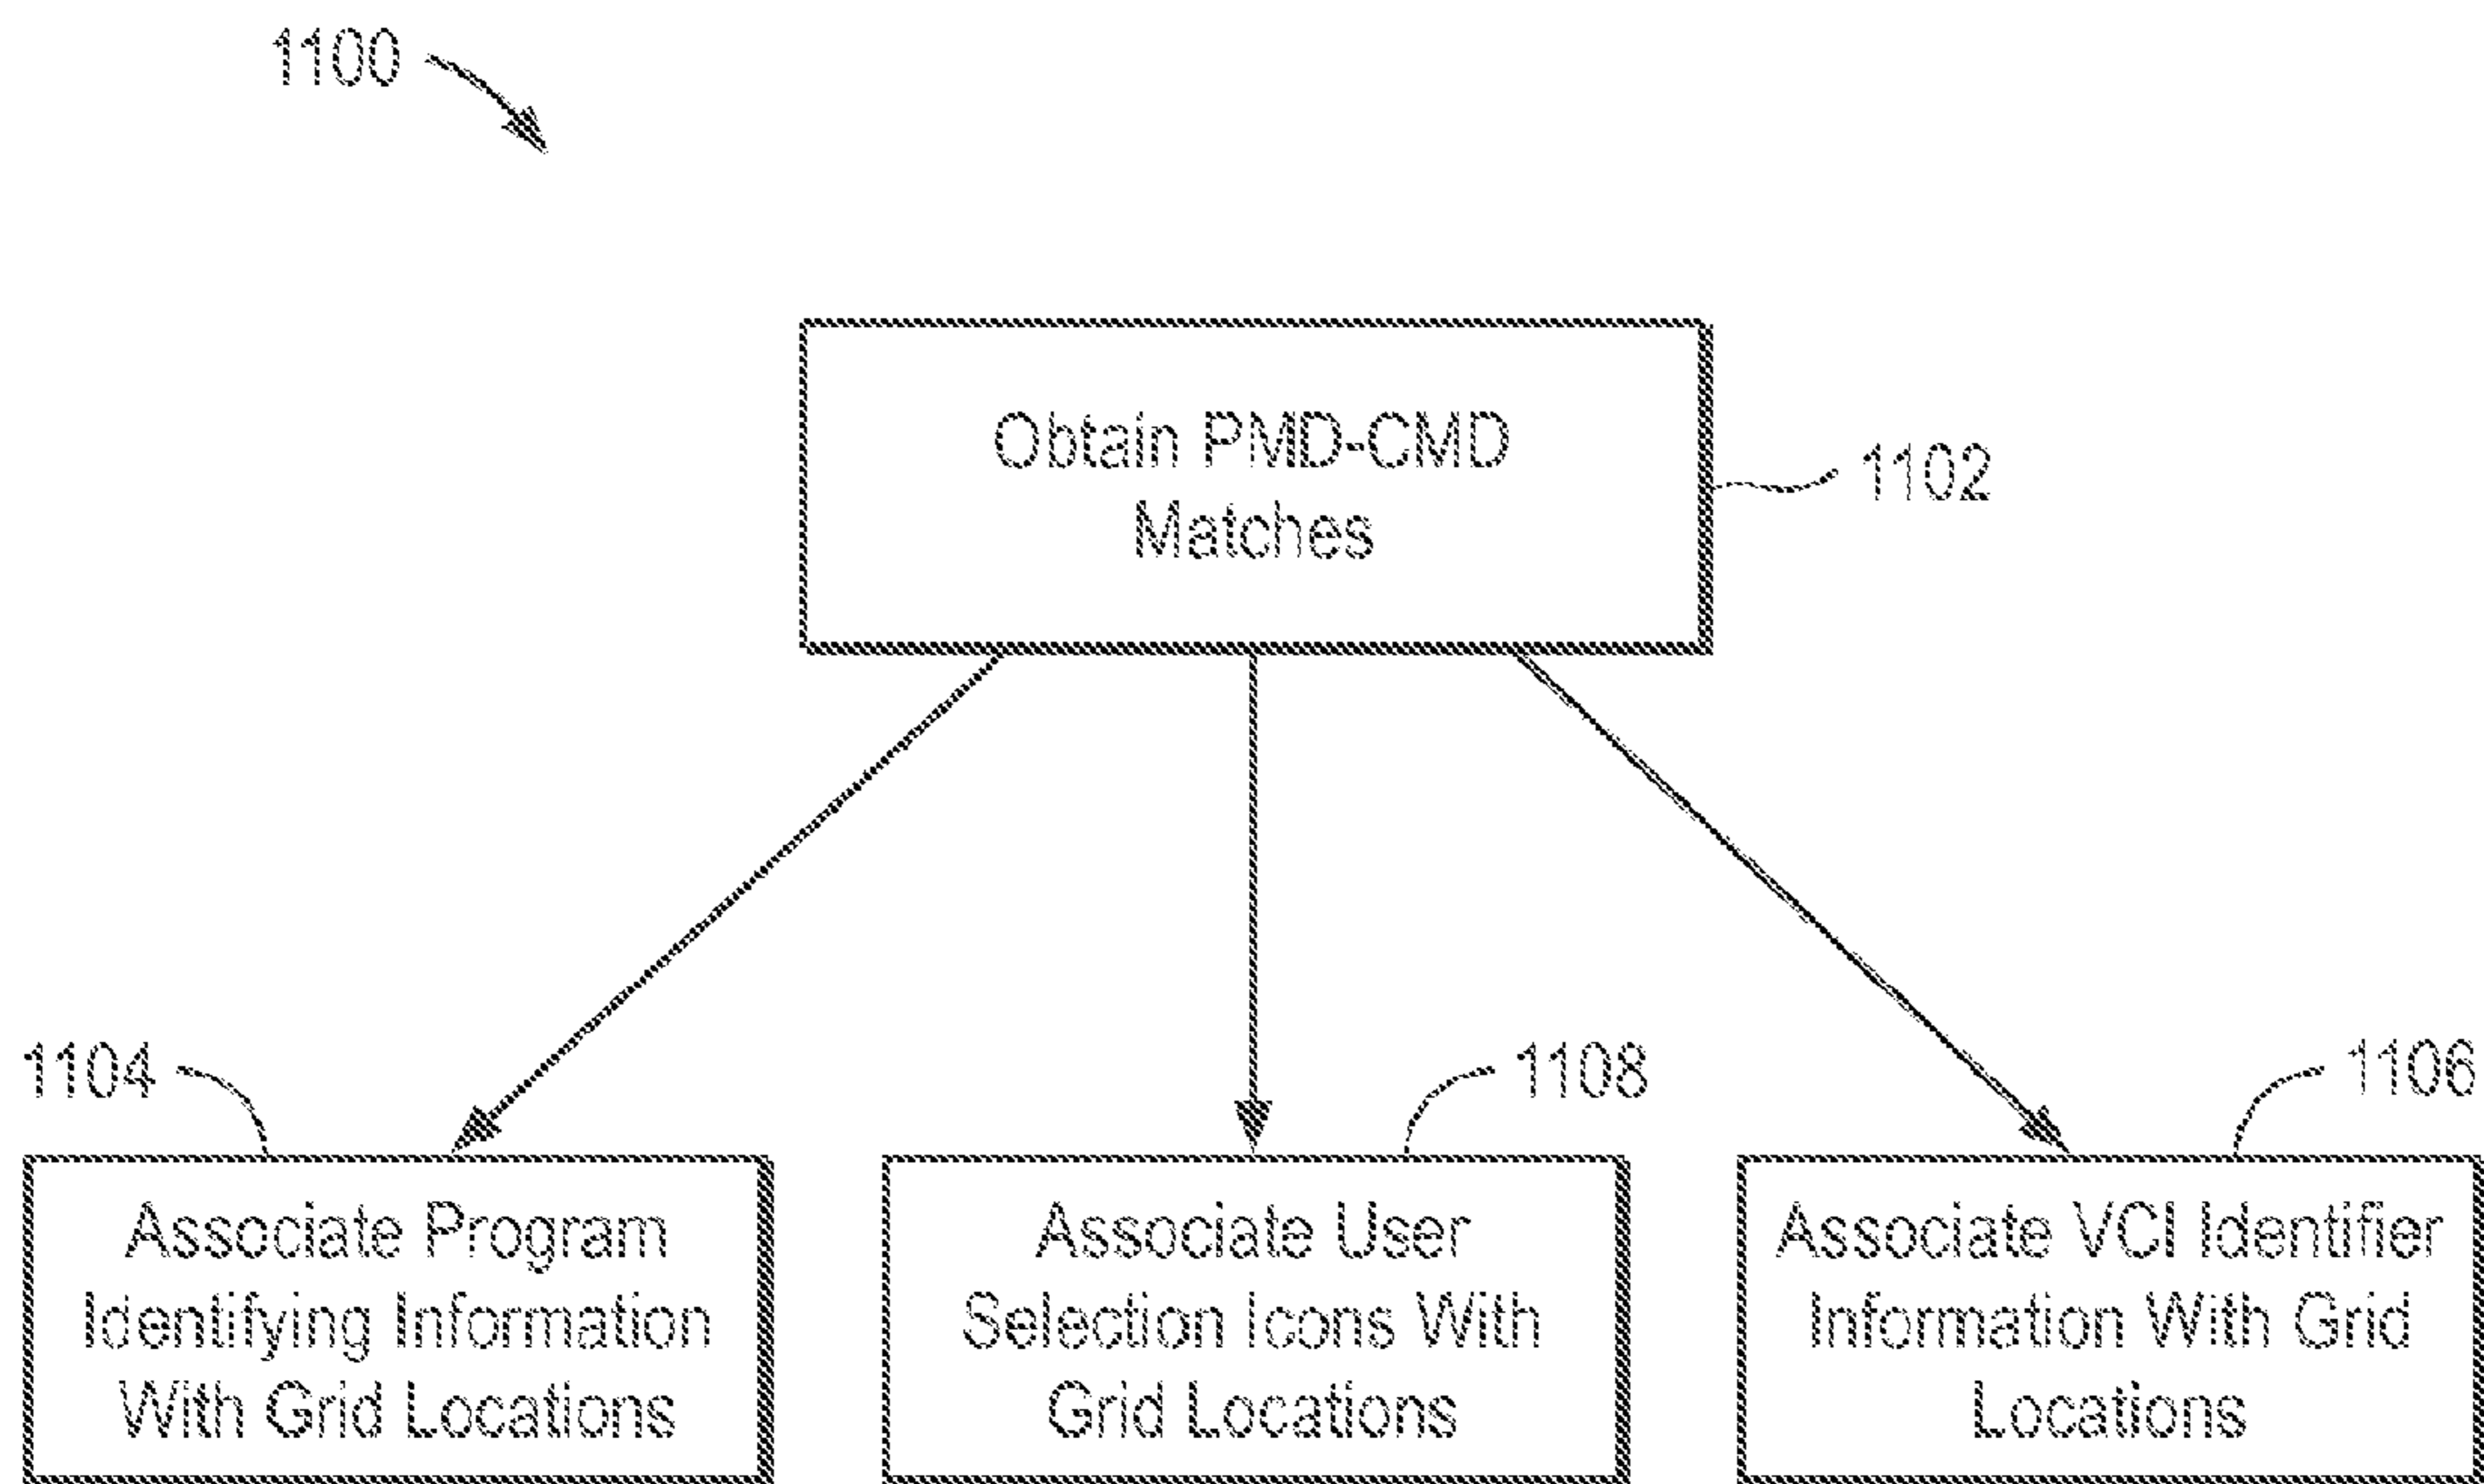 1100
Obtain PMD-CMD
Matches
1102
1104
1108
1106
Associate Program
Identifying Information
With Grid Locations
Associate User
Selection Icons With
Grid Locations
Associate VCI Identifier
Information With Grid
Locations